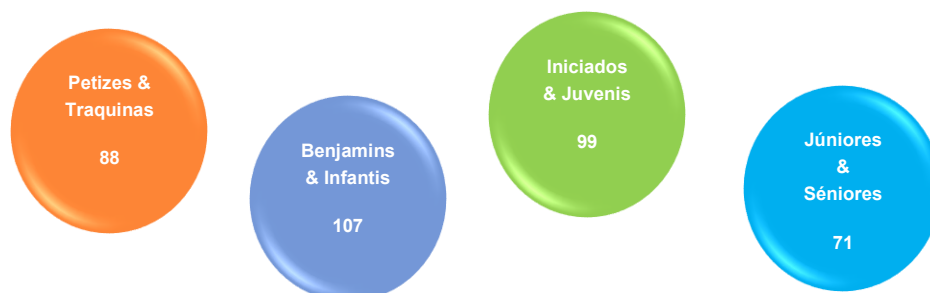 Petizes &
Traquinas
88
Benjamins
& Infantis
107
Iniciados
& Juvenis
99
Júniores
&
Séniores
71